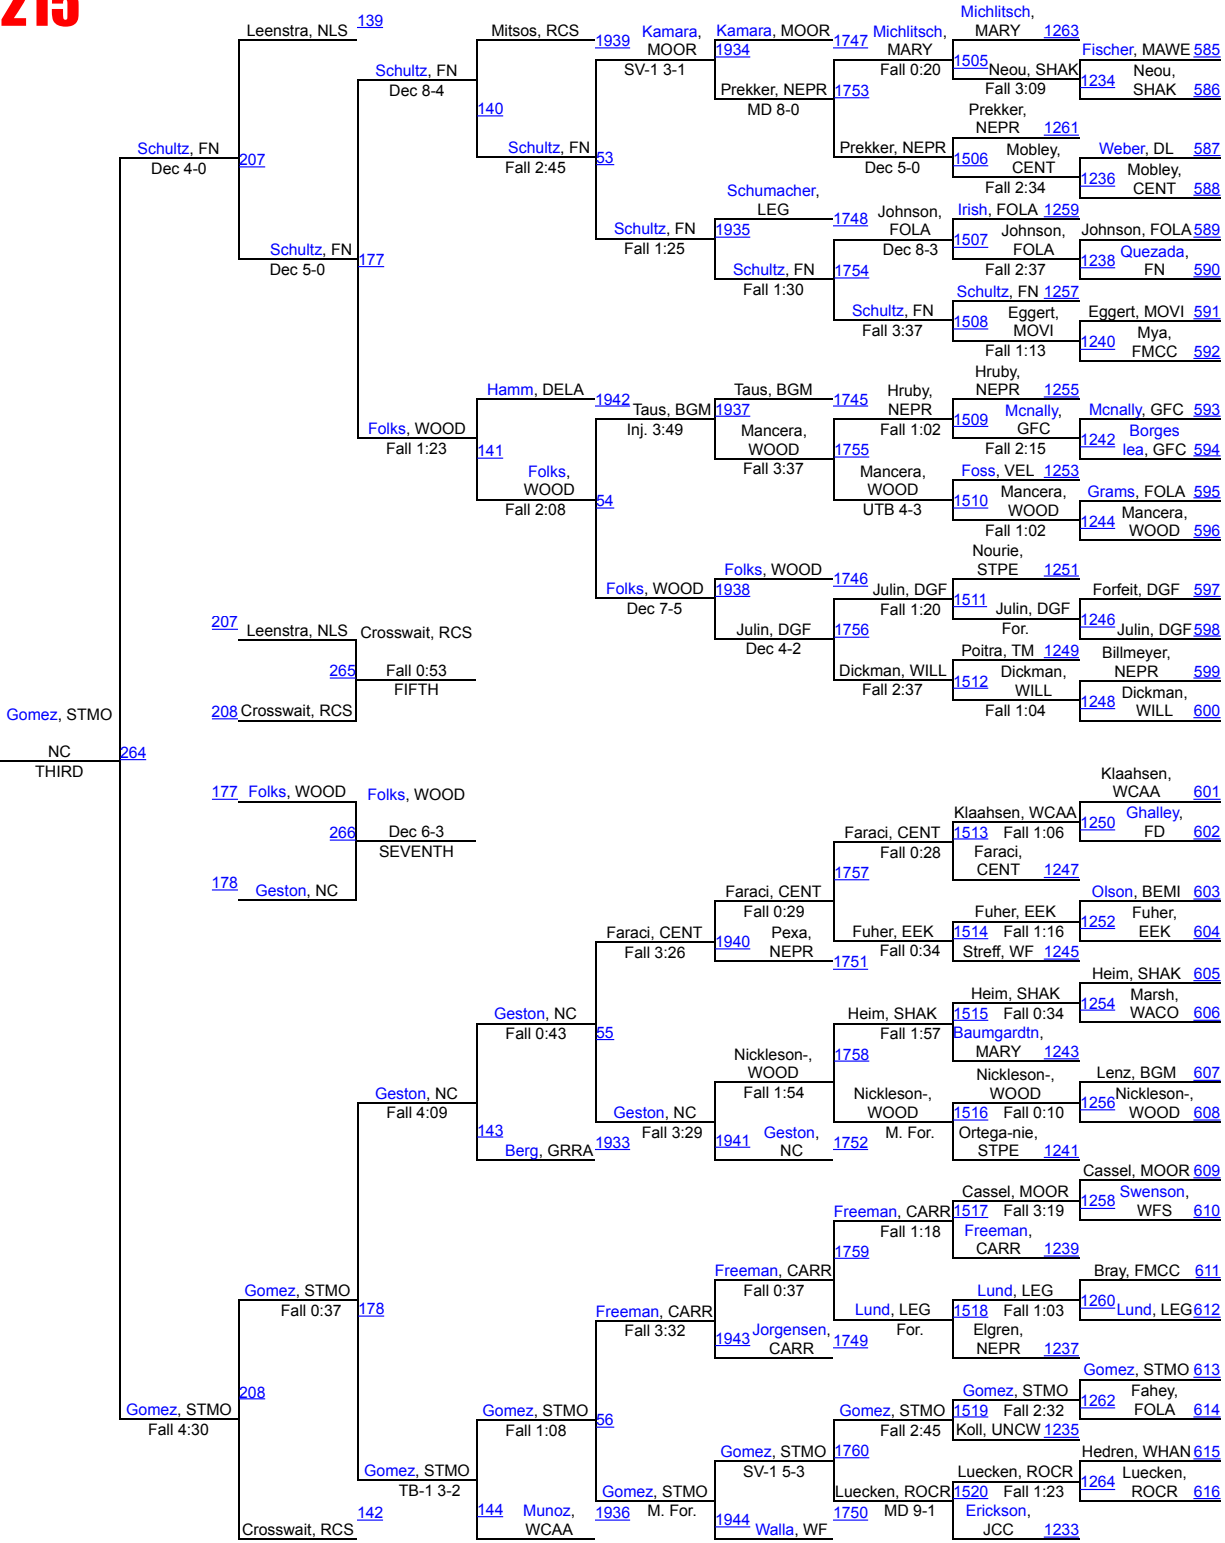 215
Leenstra, NLS
139
Schultz, FN
Dec 8-4
Mitsos, RCS
1939
140
Schultz, FN
Fall 2:45
53
Kamara,
MOOR
SV-1 3-1
Kamara, MOOR
1934
1747
Prekker, NEPR
MD 8-0
1753
Michlitsch,
MARY
Fall 0:20
Michlitsch,
MARY 1263
1505
Neou, SHAK
Fall 3:09
Fischer, MAWE 585
1234
Neou,
SHAK 586
Prekker, NEPR
Dec 5-0
Prekker,
NEPR 1261
1506
Mobley,
CENT
Fall 2:34
Weber, DL 587
1236
Mobley,
CENT 588
Schultz, FN
Dec 4-0
207
Schultz, FN
Dec 5-0
177
Schultz, FN
Fall 1:25
Schumacher,
LEG
1748
1935
Schultz, FN
Fall 1:30
1754
Johnson,
FOLA
Dec 8-3
Irish, FOLA 1259
1507
Johnson,
FOLA
Fall 2:37
Johnson, FOLA 589
1238
Quezada,
FN 590
Schultz, FN
Fall 3:37
Schultz, FN 1257
1508
Eggert,
MOVI
Fall 1:13
Eggert, MOVI 591
1240
Mya,
FMCC 592
Folks, WOOD
Fall 1:23
Hamm, DELA
1942
141
Folks,
WOOD
Fall 2:08
54
Taus, BGM
Inj. 3:49
Taus, BGM
1745
1937
Mancera,
WOOD
Fall 3:37
1755
Hruby,
NEPR
Fall 1:02
Hruby,
NEPR 1255
1509
Mcnally,
GFC
Fall 2:15
Mcnally, GFC 593
1242
Borges
lea, GFC 594
Mancera,
WOOD
UTB 4-3
Foss, VEL 1253
1510
Mancera,
WOOD
Fall 1:02
Grams, FOLA 595
1244
Mancera,
WOOD 596
Folks, WOOD
Dec 7-5
Folks, WOOD
1746
1938
Julin, DGF
Dec 4-2
1756
Julin, DGF
Fall 1:20
Nourie,
STPE 1251
1511
Julin, DGF
For.
Forfeit, DGF 597
1246
Julin, DGF 598
Dickman, WILL
Fall 2:37
Poitra, TM 1249
1512
Dickman,
WILL
Fall 1:04
Billmeyer,
NEPR 599
1248
Dickman,
WILL 600
207
Leenstra, NLS
Crosswait, RCS
265
Fall 0:53
FIFTH
208
Crosswait, RCS
Gomez, STMO
NC
THIRD
264
177
Folks, WOOD
Folks, WOOD
266
Dec 6-3
SEVENTH
178
Geston, NC
Geston, NC
Fall 4:09
Geston, NC
Fall 0:43
55
143
Berg, GRRA
1933
Faraci, CENT
Fall 3:26
Faraci, CENT
Fall 0:29
1940
Pexa,
NEPR
1751
Faraci, CENT
Fall 0:28
1757
Klaahsen, WCAA
1513
Fall 1:06
Faraci,
CENT 1247
Klaahsen,
WCAA 601
1250
Ghalley,
FD 602
Fuher, EEK
Fall 0:34
Fuher, EEK
1514
Fall 1:16
Streff, WF 1245
Olson, BEMI 603
1252
Fuher,
EEK 604
Geston, NC
Fall 3:29
Nickleson-,
WOOD
Fall 1:54
1941
Geston,
NC
1752
Heim, SHAK
Fall 1:57
1758
Heim, SHAK
1515
Fall 0:34
Baumgardtn,
MARY 1243
Heim, SHAK 605
1254
Marsh,
WACO 606
Nickleson-,
WOOD
M. For.
Nickleson-,
WOOD
1516
Fall 0:10
Ortega-nie,
STPE 1241
Lenz, BGM 607
1256
Nickleson-,
WOOD 608
Gomez, STMO
Fall 4:30
208
Gomez, STMO
Fall 0:37
178
Crosswait, RCS
142
Gomez, STMO
TB-1 3-2
Gomez, STMO
Fall 1:08
56
144
Munoz,
WCAA
1936
Freeman, CARR
Fall 3:32
Freeman, CARR
Fall 0:37
1943
Jorgensen,
CARR
1749
Freeman, CARR
Fall 1:18
1759
Cassel, MOOR
1517
Fall 3:19
Freeman,
CARR 1239
Cassel, MOOR 609
1258
Swenson,
WFS 610
Lund, LEG
For.
Lund, LEG
1518
Fall 1:03
Elgren,
NEPR 1237
Bray, FMCC 611
1260
Lund, LEG 612
Gomez, STMO
M. For.
Gomez, STMO
SV-1 5-3
1944
Walla, WF
1750
Gomez, STMO
Fall 2:45
1760
Gomez, STMO
1519
Fall 2:32
Koll, UNCW 1235
Gomez, STMO 613
1262
Fahey,
FOLA 614
Luecken, ROCR
MD 9-1
Luecken, ROCR
1520
Fall 1:23
Erickson,
JCC 1233
Hedren, WHAN 615
1264
Luecken,
ROCR 616